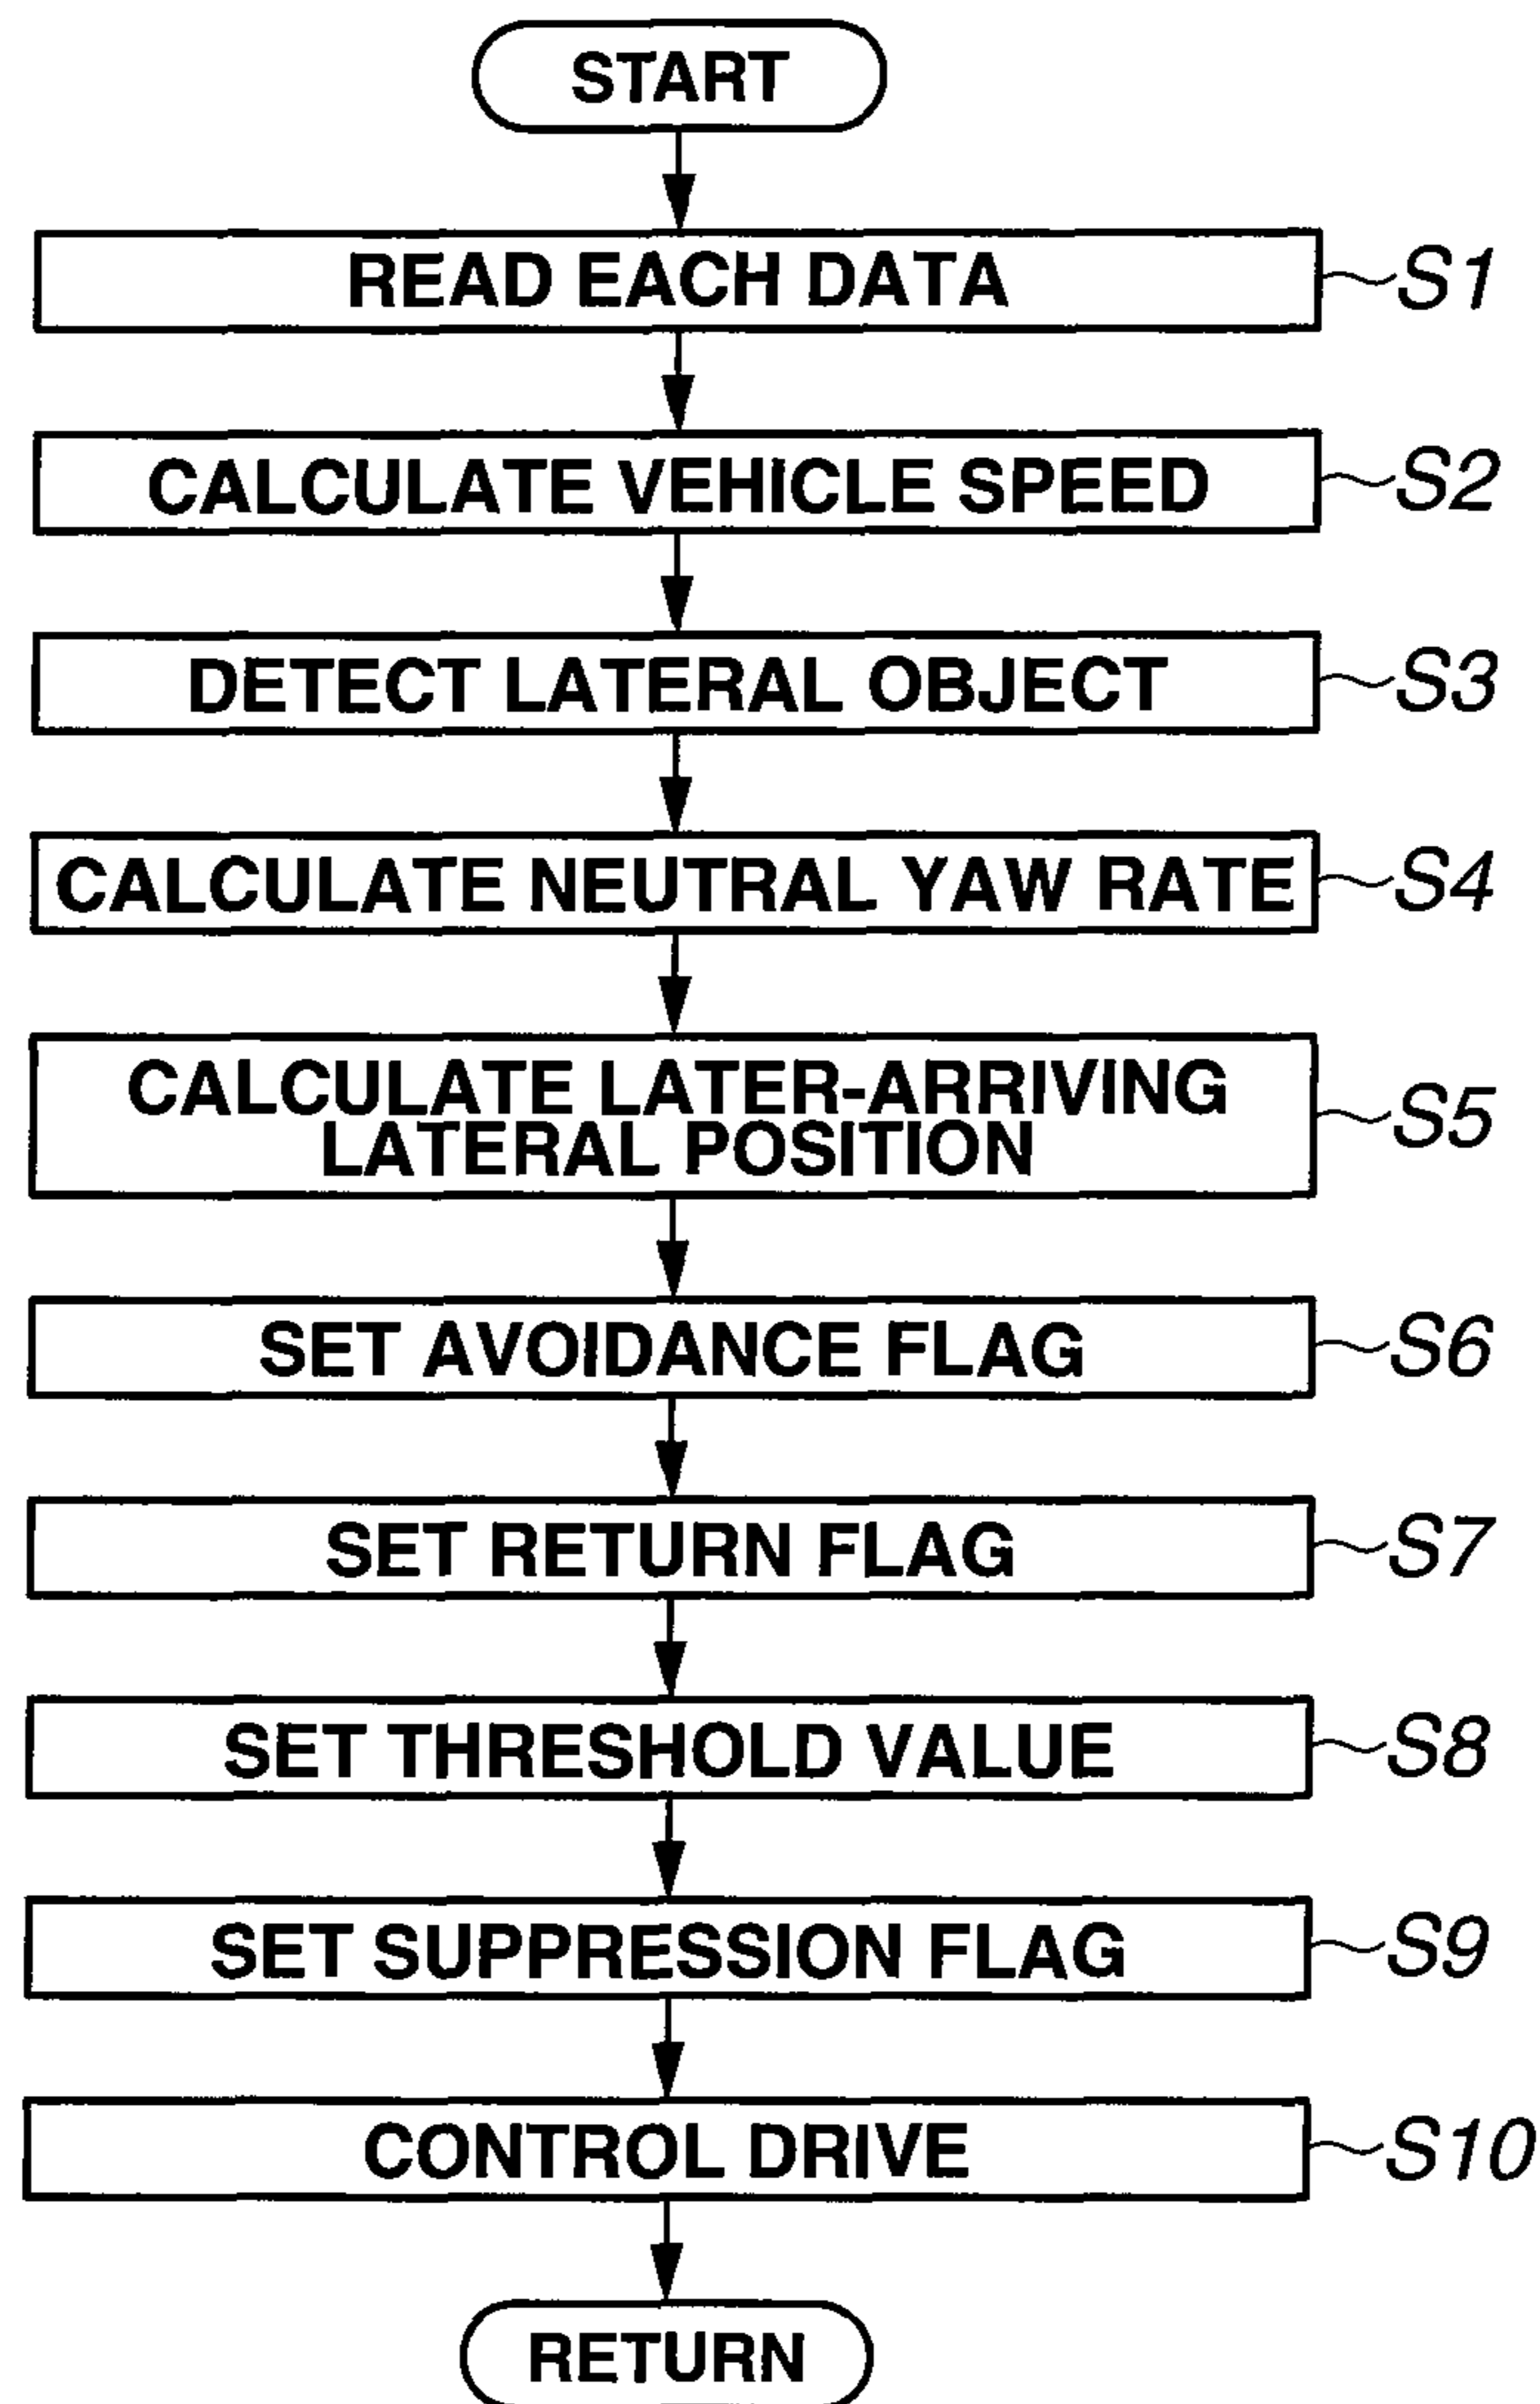 START
READ EACH DATA
S1
CALCULATE VEHICLE SPEED
S2
DETECT LATERAL OBJECT
S3
CALCULATE NEUTRAL YAW RATE
S4
CALCULATE LATER-ARRIVING
LATERAL POSITION
S5
SET AVOIDANCE FLAG
S6
SET RETURN FLAG
S7
SET THRESHOLD VALUE
S8
SET SUPPRESSION FLAG
S9
CONTROL DRIVE
S10
RETURN